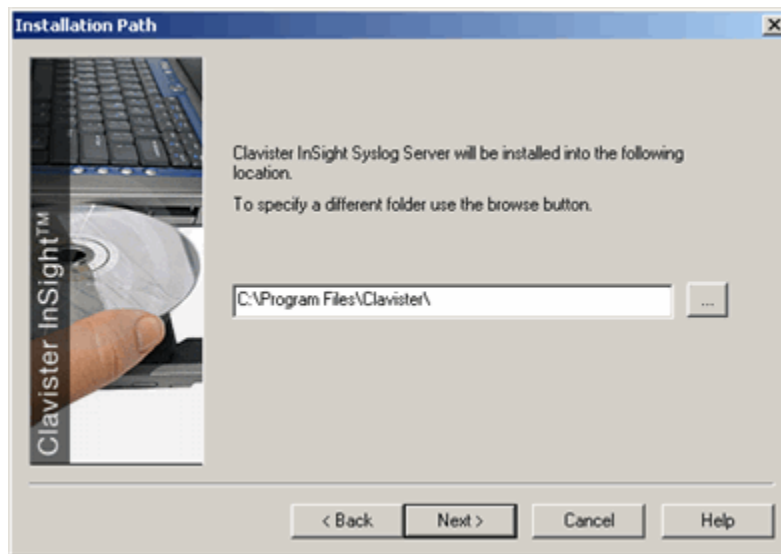 Installation Path
Clavister InSight™
Clavister InSight Syslog Server will be installed into the following
location.
To specify a different folder use the browse button.
C:\Program Files\Clavister\
...
< Back
Next >
Cancel
Help